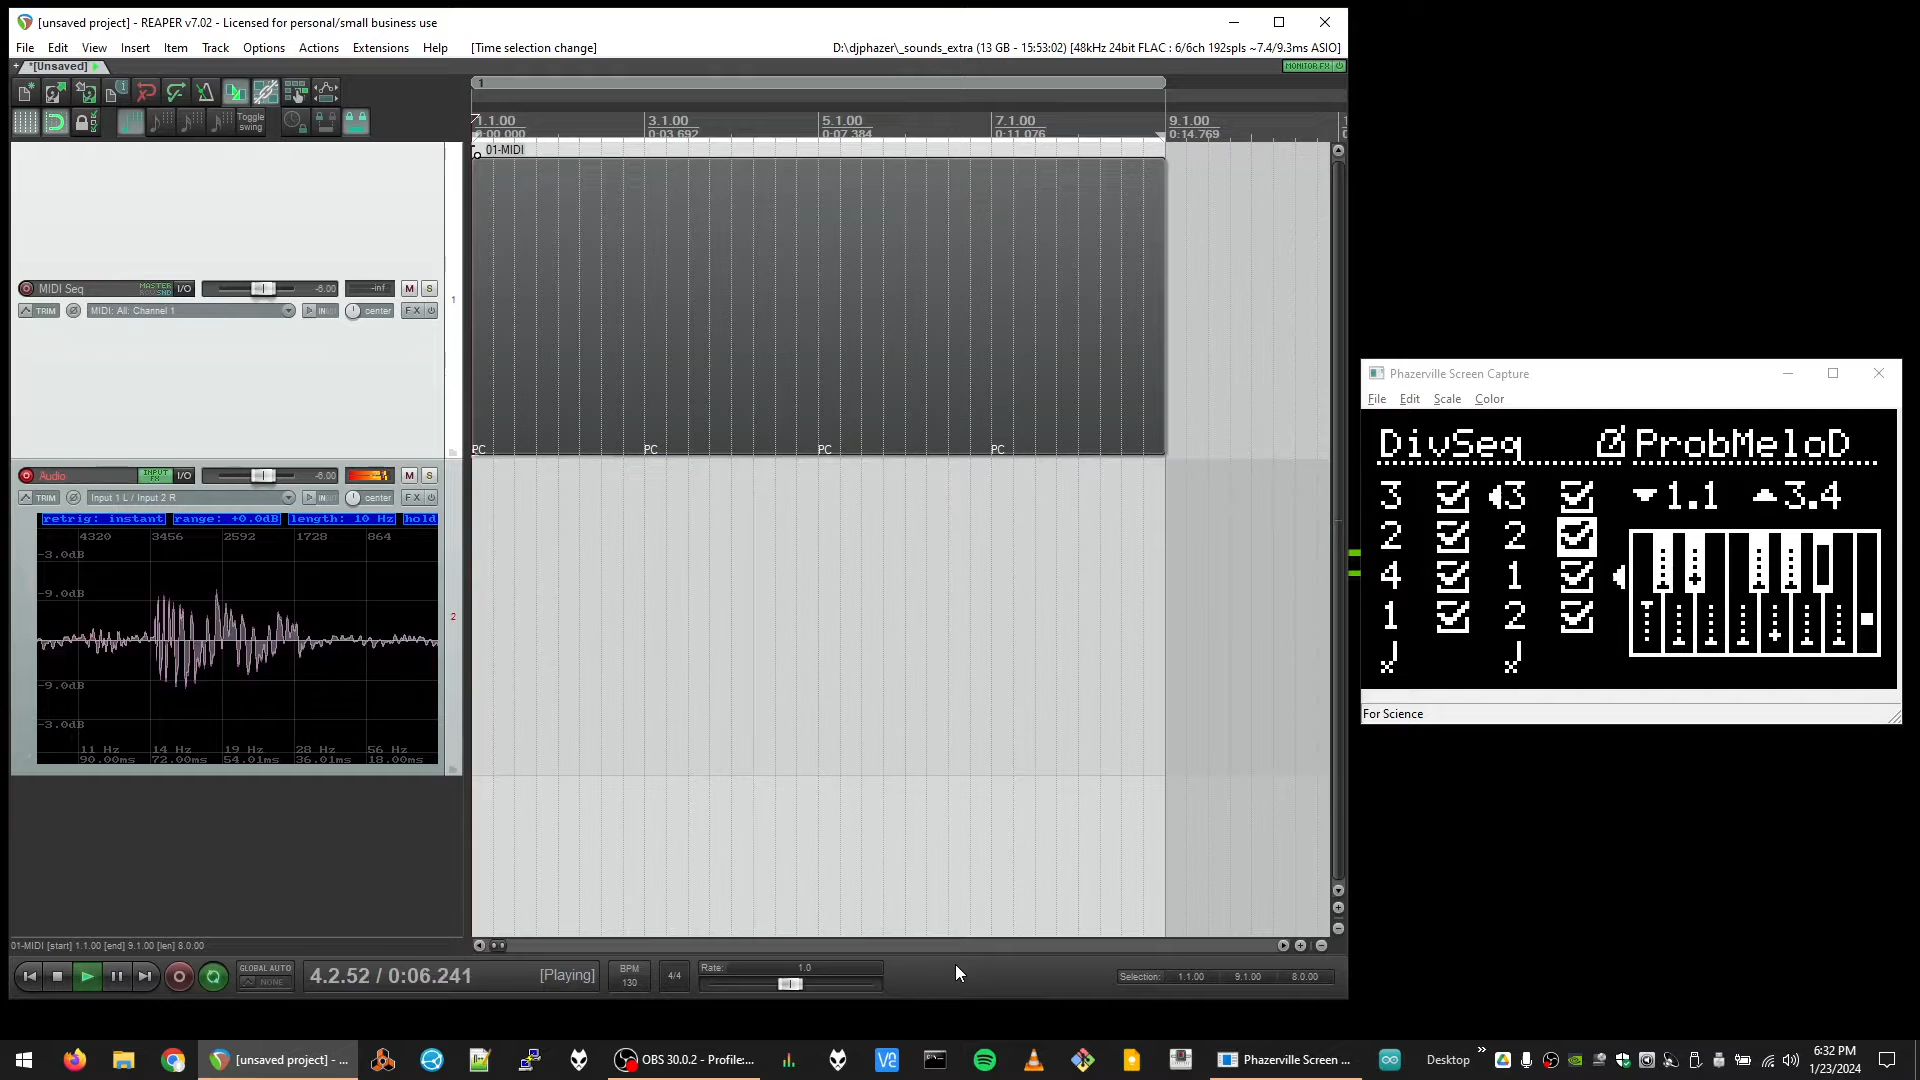 [unsaved project] - REAPER v7.02 - Licensed for personal/small business use
File Edit View Insert Item Track Options Actions Extensions Help [Time selection change]
D:\djphazer\_sounds_extra (13 GB - 15:53:02) [48kHz 24bit FLAC : 6/6ch 192spls ~7.4/9.3ms ASIO]
*[Unsaved]
MONITOR FX
1
Toggle swing
1.1.00 3.1.00 5.1.00 7.1.00 9.1.00
0:00.000 0:03.692 0:07.384 0:11.076 0:14.769
01-MIDI
PC PC PC PC
MIDI Seq MASTER I/O -6.00 -inf M S
TRIM MIDI: All: Channel 1 IN center FX
1
Audio INPUT FX I/O -6.00 M S
TRIM Input 1 L / Input 2 R IN center FX
retrig: instant range: +0.0dB length: 10 Hz hold
4320 3456 2592 1728 864
-3.0dB
-9.0dB
-9.0dB
-3.0dB
11 Hz 14 Hz 19 Hz 28 Hz 56 Hz
90.00ms 72.00ms 54.01ms 36.01ms 18.00ms
2
01-MIDI [start] 1.1.00 [end] 9.1.00 [len] 8.0.00
GLOBAL AUTO
NONE
4.2.52 / 0:06.241 [Playing]
BPM
130
4/4
Rate: 1.0
Selection: 1.1.00 9.1.00 8.0.00
Phazerville Screen Capture
File Edit Scale Color
DivSeq ProbMeloD
3 3 1.1 3.4
2 2
4 1
1 2
For Science
[unsaved project] - ...
OBS 30.0.2 - Profile:...
Phazerville Screen ...
Desktop
6:32 PM
1/23/2024